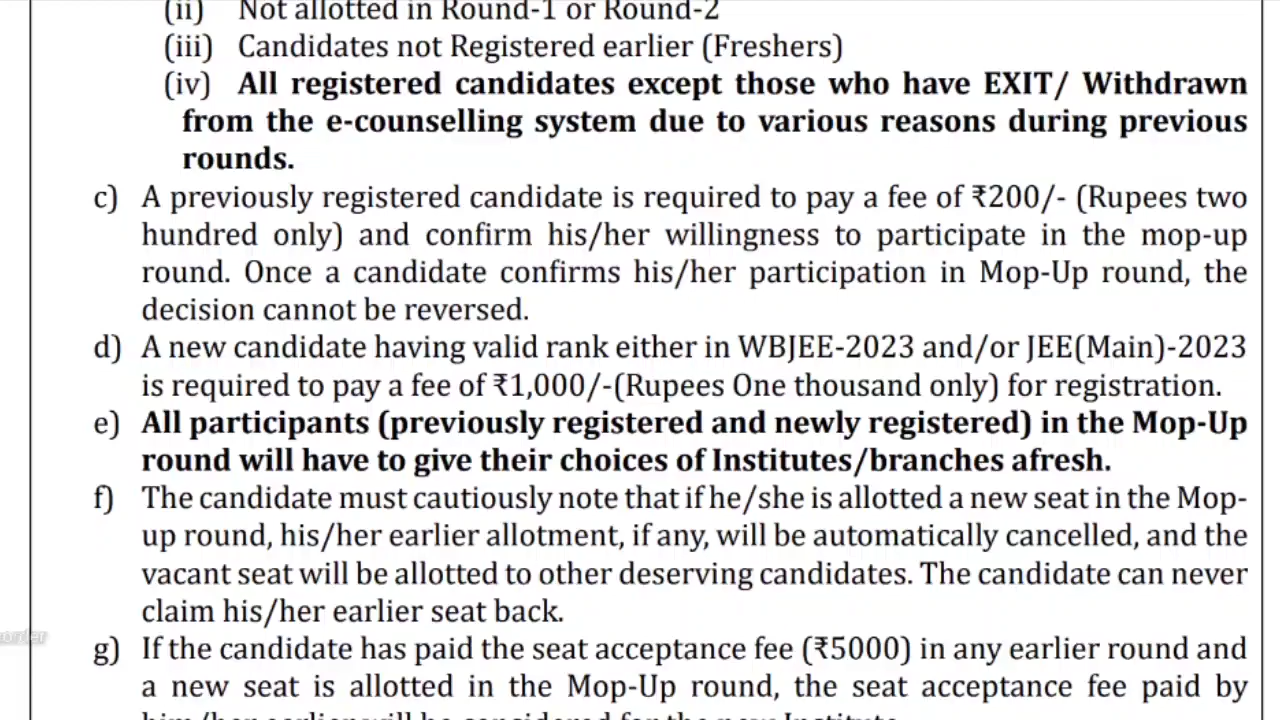 (ii) Not allotted in Round-1 or Round-2
(iii) Candidates not Registered earlier (Freshers)
(iv) All registered candidates except those who have EXIT/ Withdrawn
from the e-counselling system due to various reasons during previous
rounds.
c) A previously registered candidate is required to pay a fee of ₹200/- (Rupees two
hundred only) and confirm his/her willingness to participate in the mop-up
round. Once a candidate confirms his/her participation in Mop-Up round, the
decision cannot be reversed.
d) A new candidate having valid rank either in WBJEE-2023 and/or JEE(Main)-2023
is required to pay a fee of ₹1,000/-(Rupees One thousand only) for registration.
e) All participants (previously registered and newly registered) in the Mop-Up
round will have to give their choices of Institutes/branches afresh.
f) The candidate must cautiously note that if he/she is allotted a new seat in the Mop-
up round, his/her earlier allotment, if any, will be automatically cancelled, and the
vacant seat will be allotted to other deserving candidates. The candidate can never
claim his/her earlier seat back.
g) If the candidate has paid the seat acceptance fee (₹5000) in any earlier round and
a new seat is allotted in the Mop-Up round, the seat acceptance fee paid by
him/her earlier will be considered for the new Institute.